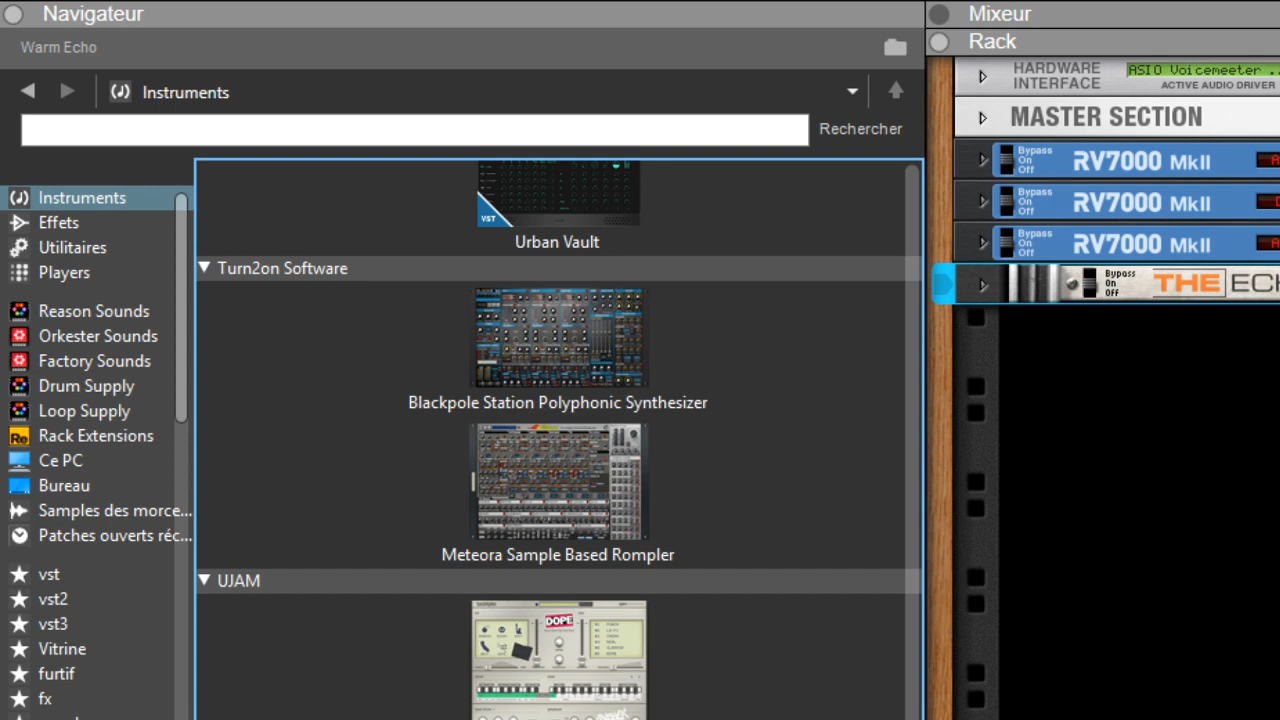 Navigateur
Warm Echo
Instruments
Rechercher
Instruments
Effets
Utilitaires
Players
Reason Sounds
Orkester Sounds
Factory Sounds
Drum Supply
Loop Supply
Re Rack Extensions
Ce PC
Bureau
Samples des morce...
Patches ouverts réc...
vst
vst2
vst3
Vitrine
furtif
fx
VST
Urban Vault
Turn2on Software
Blackpole Station Polyphonic Synthesizer
Meteora Sample Based Rompler
UJAM
DOPE
Mixeur
Rack
HARDWARE
INTERFACE
ASIO Voicemeeter ..
ACTIVE AUDIO DRIVER
MASTER SECTION
Bypass
On
Off
RV7000 MkII
Bypass
On
Off
RV7000 MkII
Bypass
On
Off
RV7000 MkII
Bypass
On
Off
THE ECH